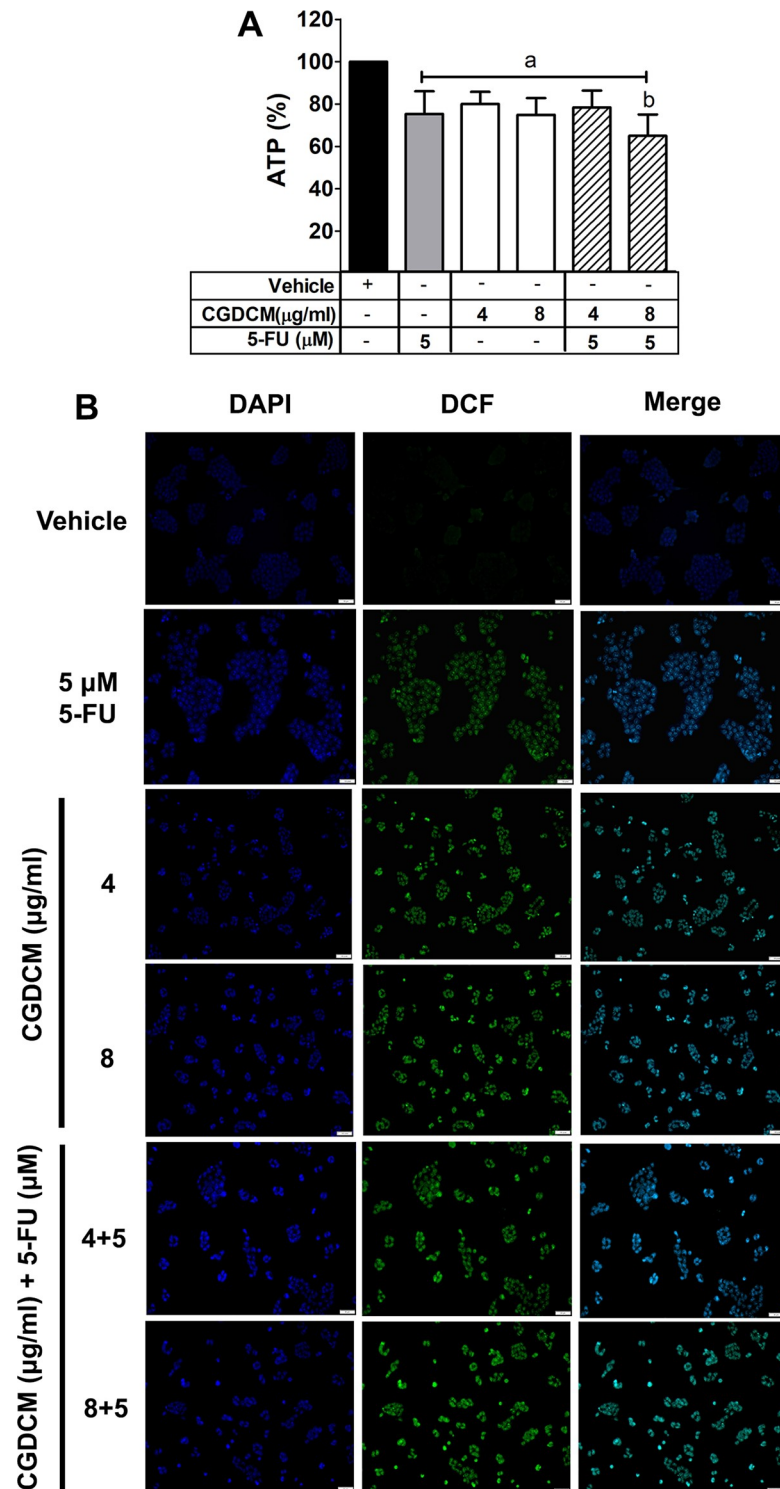 A
120
100
80
60
40
20
ATP (%)
a
b
Vehicle + - - - - -
CGDCM(µg/ml) - - 4 8 4 8
5-FU (µM) - 5 - - 5 5
B
DAPI DCF Merge
Vehicle
5 µM
5-FU
CGDCM (µg/ml)
4
8
CGDCM (µg/ml) + 5-FU (µM)
4+5
8+5